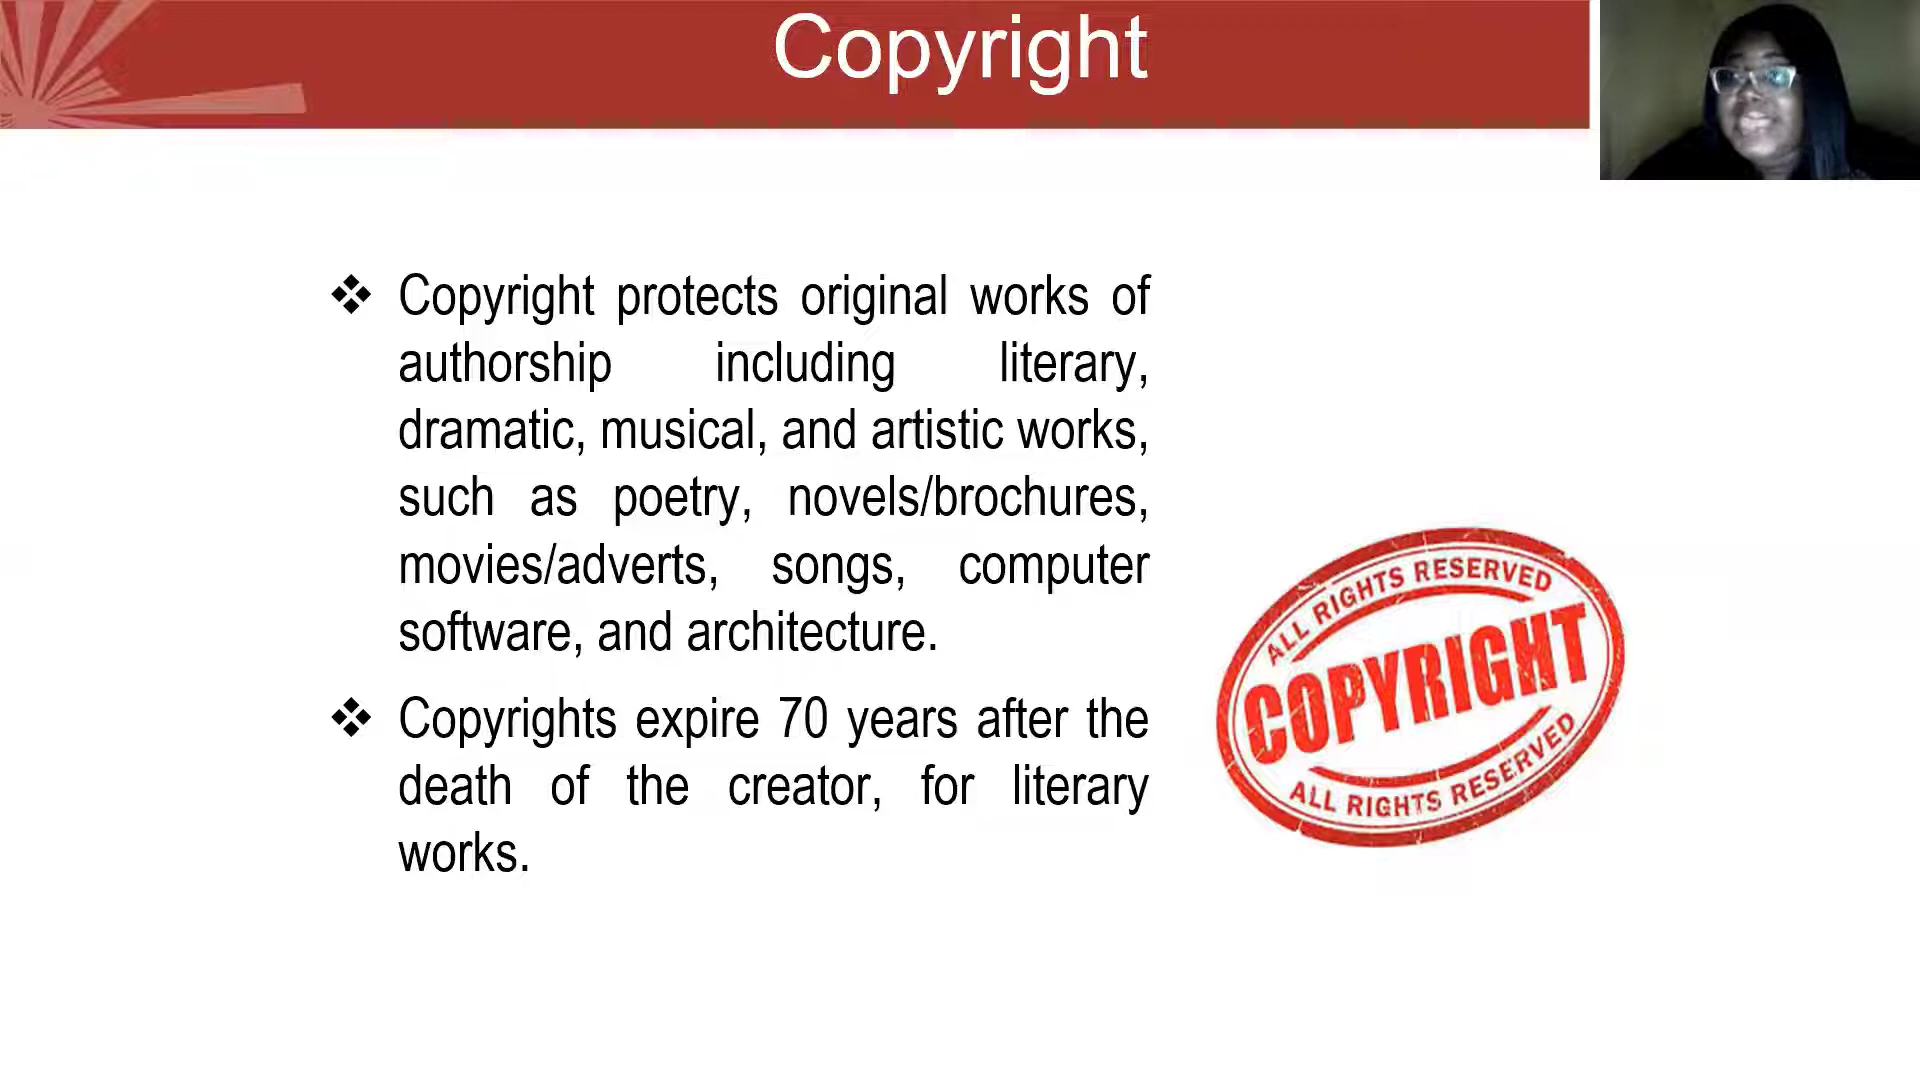 Copyright
❖ Copyright protects original works of
authorship including literary,
dramatic, musical, and artistic works,
such as poetry, novels/brochures,
movies/adverts, songs, computer
software, and architecture.
❖ Copyrights expire 70 years after the
death of the creator, for literary
works.
ALL RIGHTS RESERVED
COPYRIGHT
ALL RIGHTS RESERVED